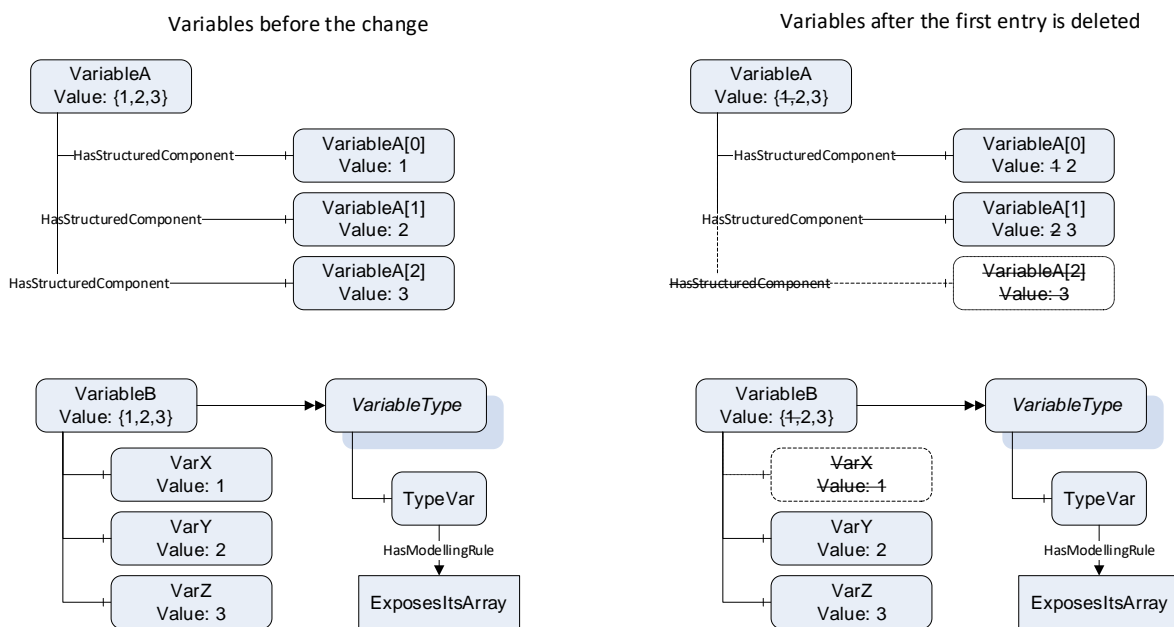 Variables before the change
VariableA
Value: {1,2,3}
HasStructuredComponent
VariableA[0]
Value: 1
HasStructuredComponent
VariableA[1]
Value: 2
HasStructuredComponent
VariableA[2]
Value: 3
VariableB
Value: {1,2,3}
VariableType
VarX
Value: 1
TypeVar
VarY
Value: 2
HasModellingRule
VarZ
Value: 3
ExposesItsArray
Variables after the first entry is deleted
VariableA
Value: {1,2,3}
HasStructuredComponent
VariableA[0]
Value: 1 2
HasStructuredComponent
VariableA[1]
Value: 2 3
HasStructuredComponent
VariableA[2]
Value: 3
VariableB
Value: {1,2,3}
VariableType
VarX
Value: 1
TypeVar
VarY
Value: 2
HasModellingRule
VarZ
Value: 3
ExposesItsArray